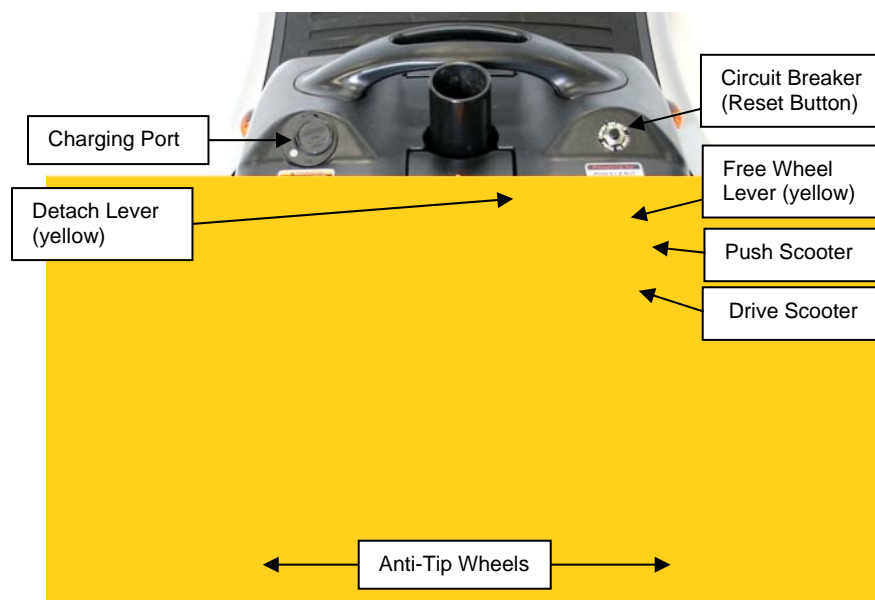 Circuit Breaker
(Reset Button)
Charging Port
Free Wheel
Lever (yellow)
Detach Lever
(yellow)
Push Scooter
Drive Scooter
Anti-Tip Wheels